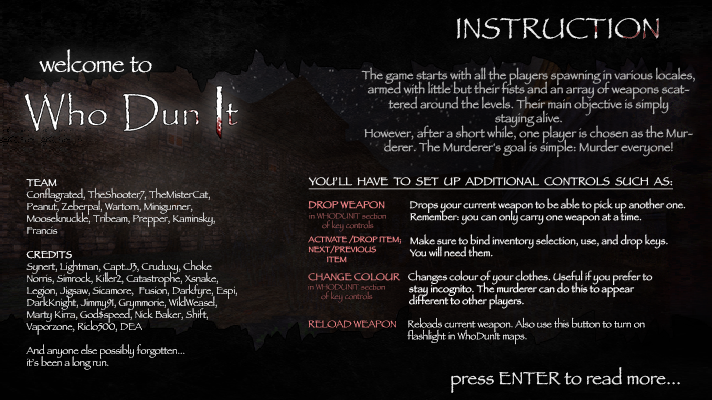 INSTRUCTION
welcome to
Who Dun It
The game starts with all the players spawning in various locales,
armed with little but their fists and an array of weapons scat-
tered around the levels. Their main objective is simply
staying alive.
However, after a short while, one player is chosen as the Mur-
derer. The Murderer's goal is simple: Murder everyone!
TEAM
Conflagrated, TheShooter7, TheMisterCat,
Peanut, Zeberpal, Wartorn, Minigunner,
Mooseknuckle, Tribeam, Prepper, Kaminsky,
Francis
CREDITS
Synert, Lightman, Capt.J3, Cruduxy, Choke
Norris, Simrock, Killer2, Catastrophe, Xsnake,
Legion, Jigsaw, Sicamore, Fusion, Darkfyre, Espi,
DarkKnight, Jimmy91, Grymmorie, WildWeasel,
Marty Kirra, God$peed, Nick Baker, Shift,
Vaporzone, Riclo500, DEA
And anyone else possibly forgotten...
it's been a long run.
YOU'LL HAVE TO SET UP ADDITIONAL CONTROLS SUCH AS:
DROP WEAPON
in WHODUNIT section
of key controls
Drops your current weapon to be able to pick up another one.
Remember: you can only carry one weapon at a time.
ACTIVATE /DROP ITEM;
NEXT/PREVIOUS
ITEM
Make sure to bind inventory selection, use, and drop keys.
You will need them.
CHANGE COLOUR
in WHODUNIT section
of key controls
Changes colour of your clothes. Useful if you prefer to
stay incognito. The murderer can do this to appear
different to other players.
RELOAD WEAPON
Reloads current weapon. Also use this button to turn on
flashlight in WhoDunIt maps.
press ENTER to read more...